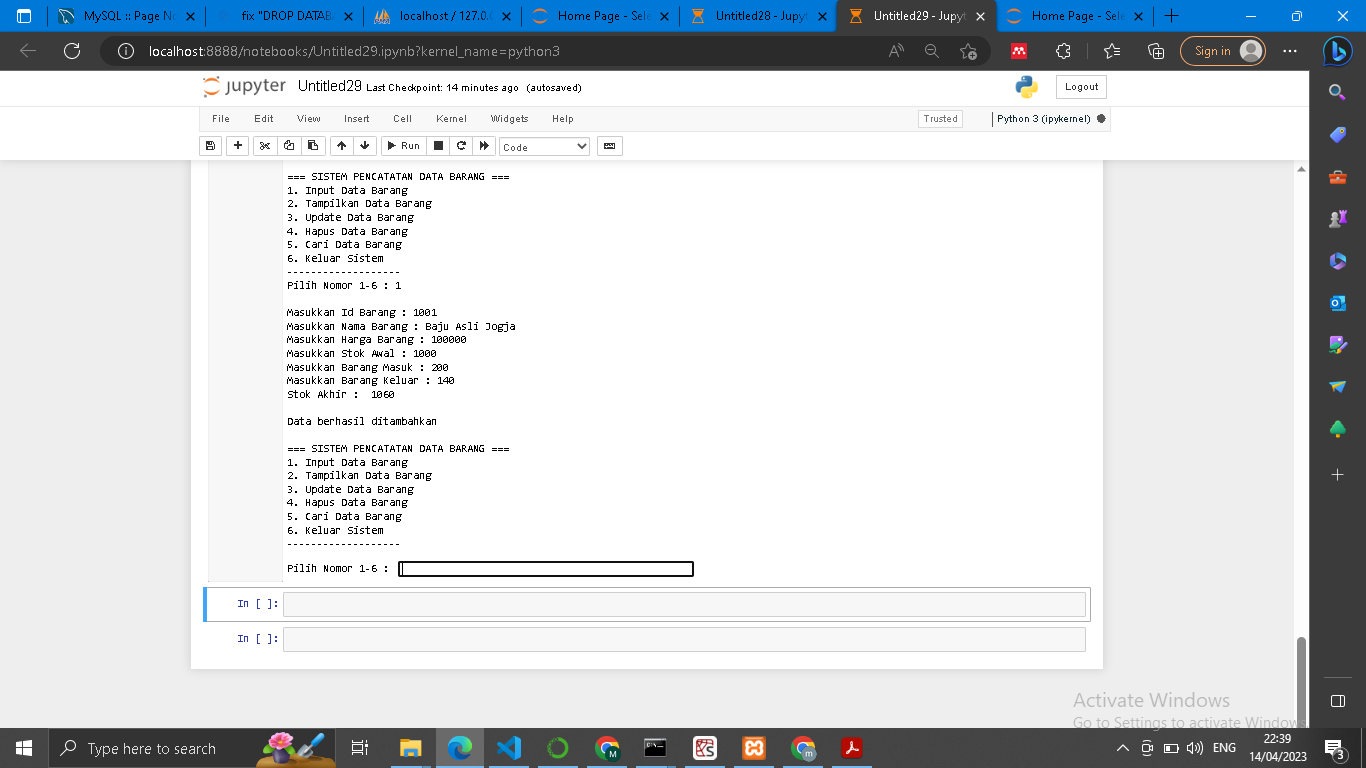 MySQL :: Page No
fix "DROP DATABA
localhost / 127.0.0
Home Page - Sele
Untitled28 - Jupyt
Untitled29 - Jupyt
Home Page - Sele
localhost:8888/notebooks/Untitled29.ipynb?kernel_name=python3
Sign in
jupyter Untitled29 Last Checkpoint: 14 minutes ago (autosaved)
Logout
File Edit View Insert Cell Kernel Widgets Help
Trusted
Python 3 (ipykernel)
Run
Code
=== SISTEM PENCATATAN DATA BARANG ===
1. Input Data Barang
2. Tampilkan Data Barang
3. Update Data Barang
4. Hapus Data Barang
5. Cari Data Barang
6. Keluar Sistem
-------------------
Pilih Nomor 1-6 : 1
Masukkan Id Barang : 1001
Masukkan Nama Barang : Baju Asli Jogja
Masukkan Harga Barang : 100000
Masukkan Stok Awal : 1000
Masukkan Barang Masuk : 200
Masukkan Barang Keluar : 140
Stok Akhir :  1060
Data berhasil ditambahkan
=== SISTEM PENCATATAN DATA BARANG ===
1. Input Data Barang
2. Tampilkan Data Barang
3. Update Data Barang
4. Hapus Data Barang
5. Cari Data Barang
6. Keluar Sistem
-------------------
Pilih Nomor 1-6 :
In [ ]:
In [ ]:
Activate Windows
Go to Settings to activate Windows.
Type here to search
ENG
22:39
14/04/2023
3